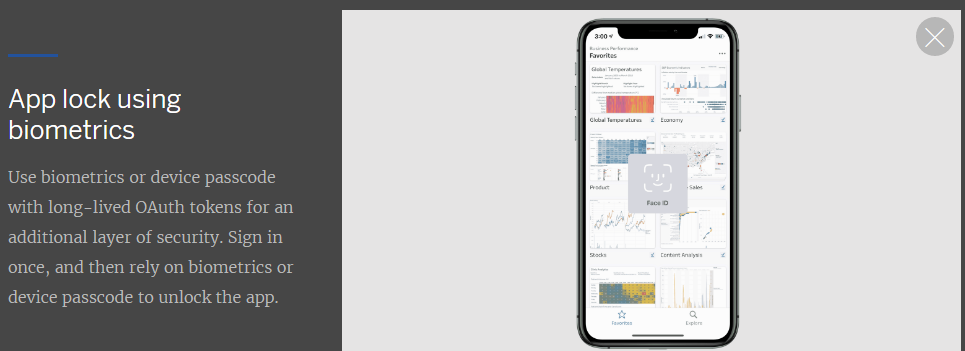 App lock using
biometrics
Use biometrics or device passcode
with long-lived OAuth tokens for an
additional layer of security. Sign in
once, and then rely on biometrics or
device passcode to unlock the app.
3:00
Business Performance
Favorites
Global Temperatures
Global Temperatures
Economy
Product
Sales
Face ID
Stocks
Content Analysis
Favorites
Explore